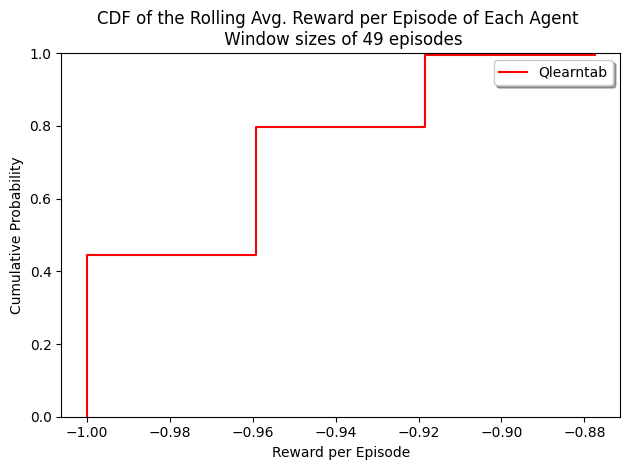 CDF of the Rolling Avg. Reward per Episode of Each Agent
Window sizes of 49 episodes
Qlearntab
Cumulative Probability
1.0
0.8
0.6
0.4
0.2
0.0
−1.00 −0.98 −0.96 −0.94 −0.92 −0.90 −0.88
Reward per Episode